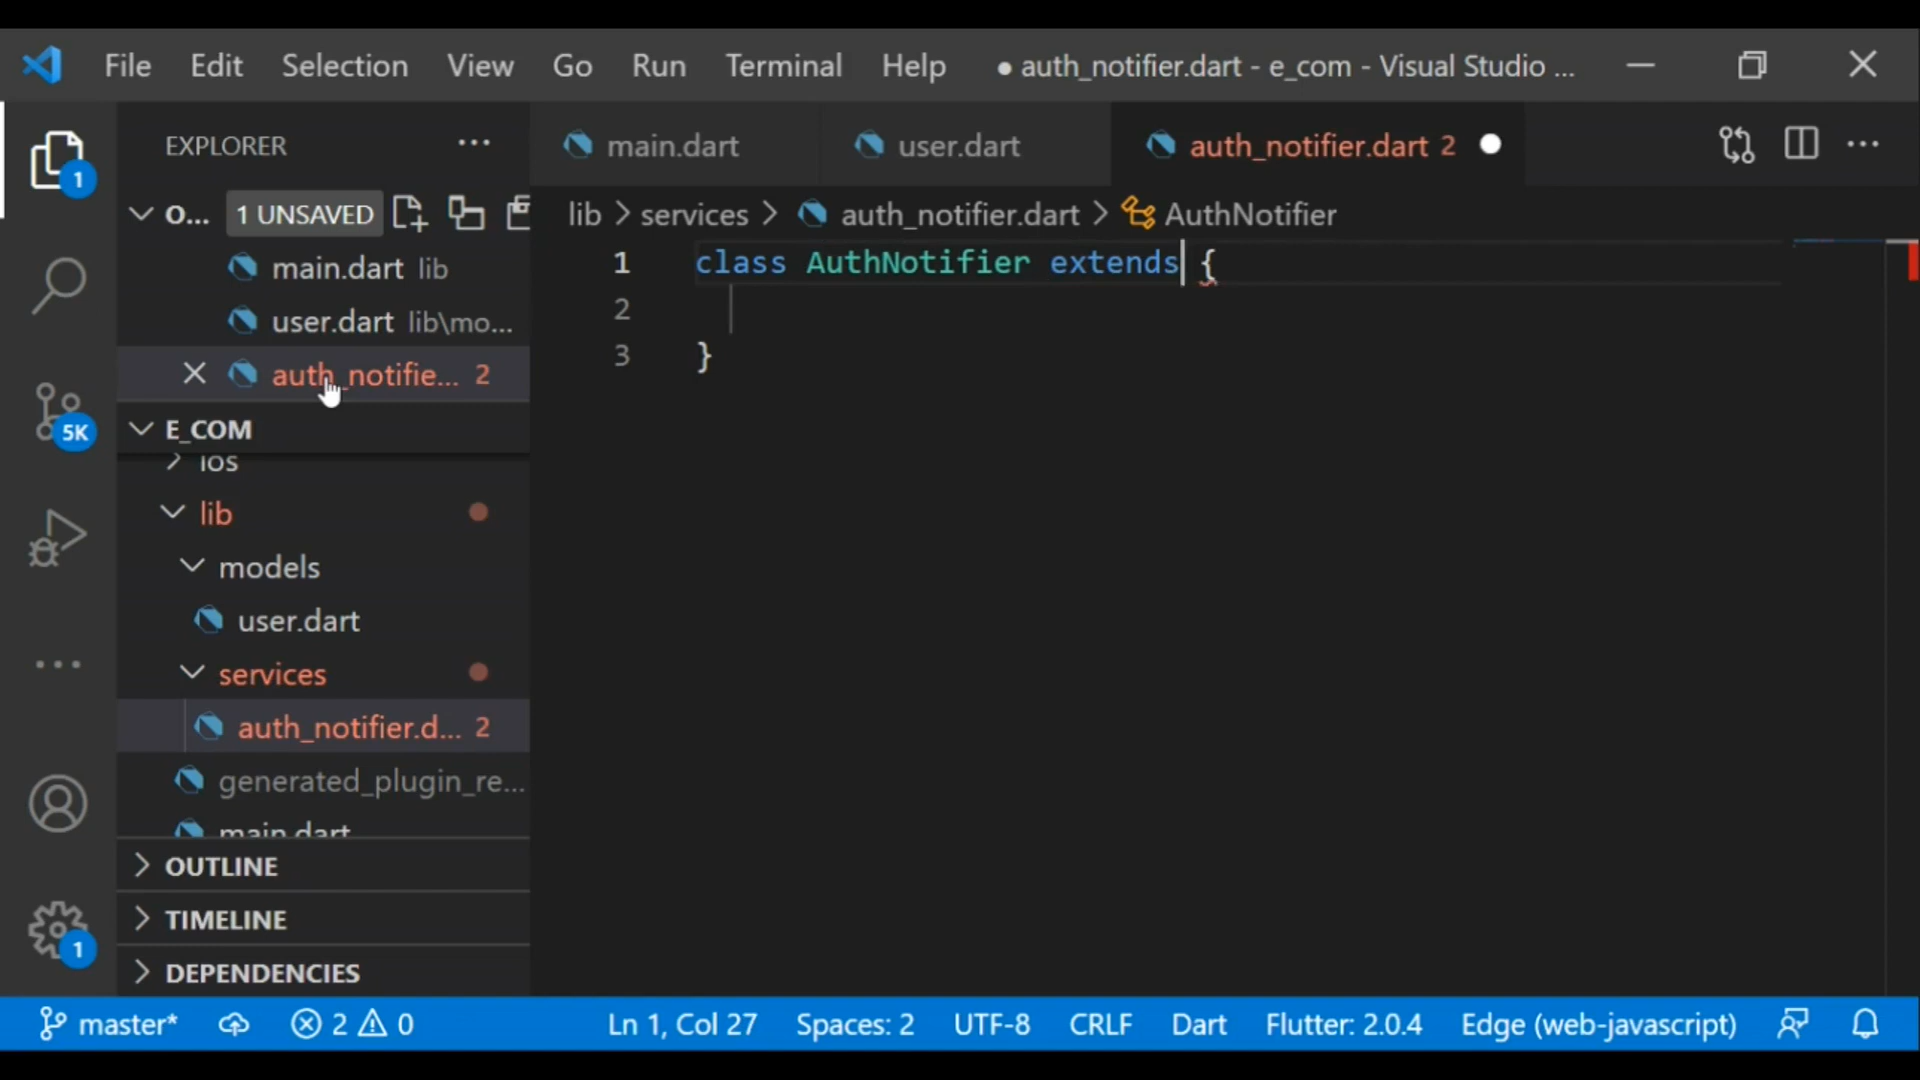 File Edit Selection View Go Run Terminal Help ● auth_notifier.dart - e_com - Visual Studio ...
EXPLORER ...
O... 1 UNSAVED
main.dart lib
user.dart lib\mo...
auth_notifie... 2
E_COM
ios
lib
models
user.dart
services
auth_notifier.d... 2
generated_plugin_re...
main.dart
OUTLINE
TIMELINE
DEPENDENCIES
1
5K
1
main.dart user.dart auth_notifier.dart 2
lib > services > auth_notifier.dart > AuthNotifier
1 class AuthNotifier extends {
2
3 }
master* 2 0 Ln 1, Col 27 Spaces: 2 UTF-8 CRLF Dart Flutter: 2.0.4 Edge (web-javascript)